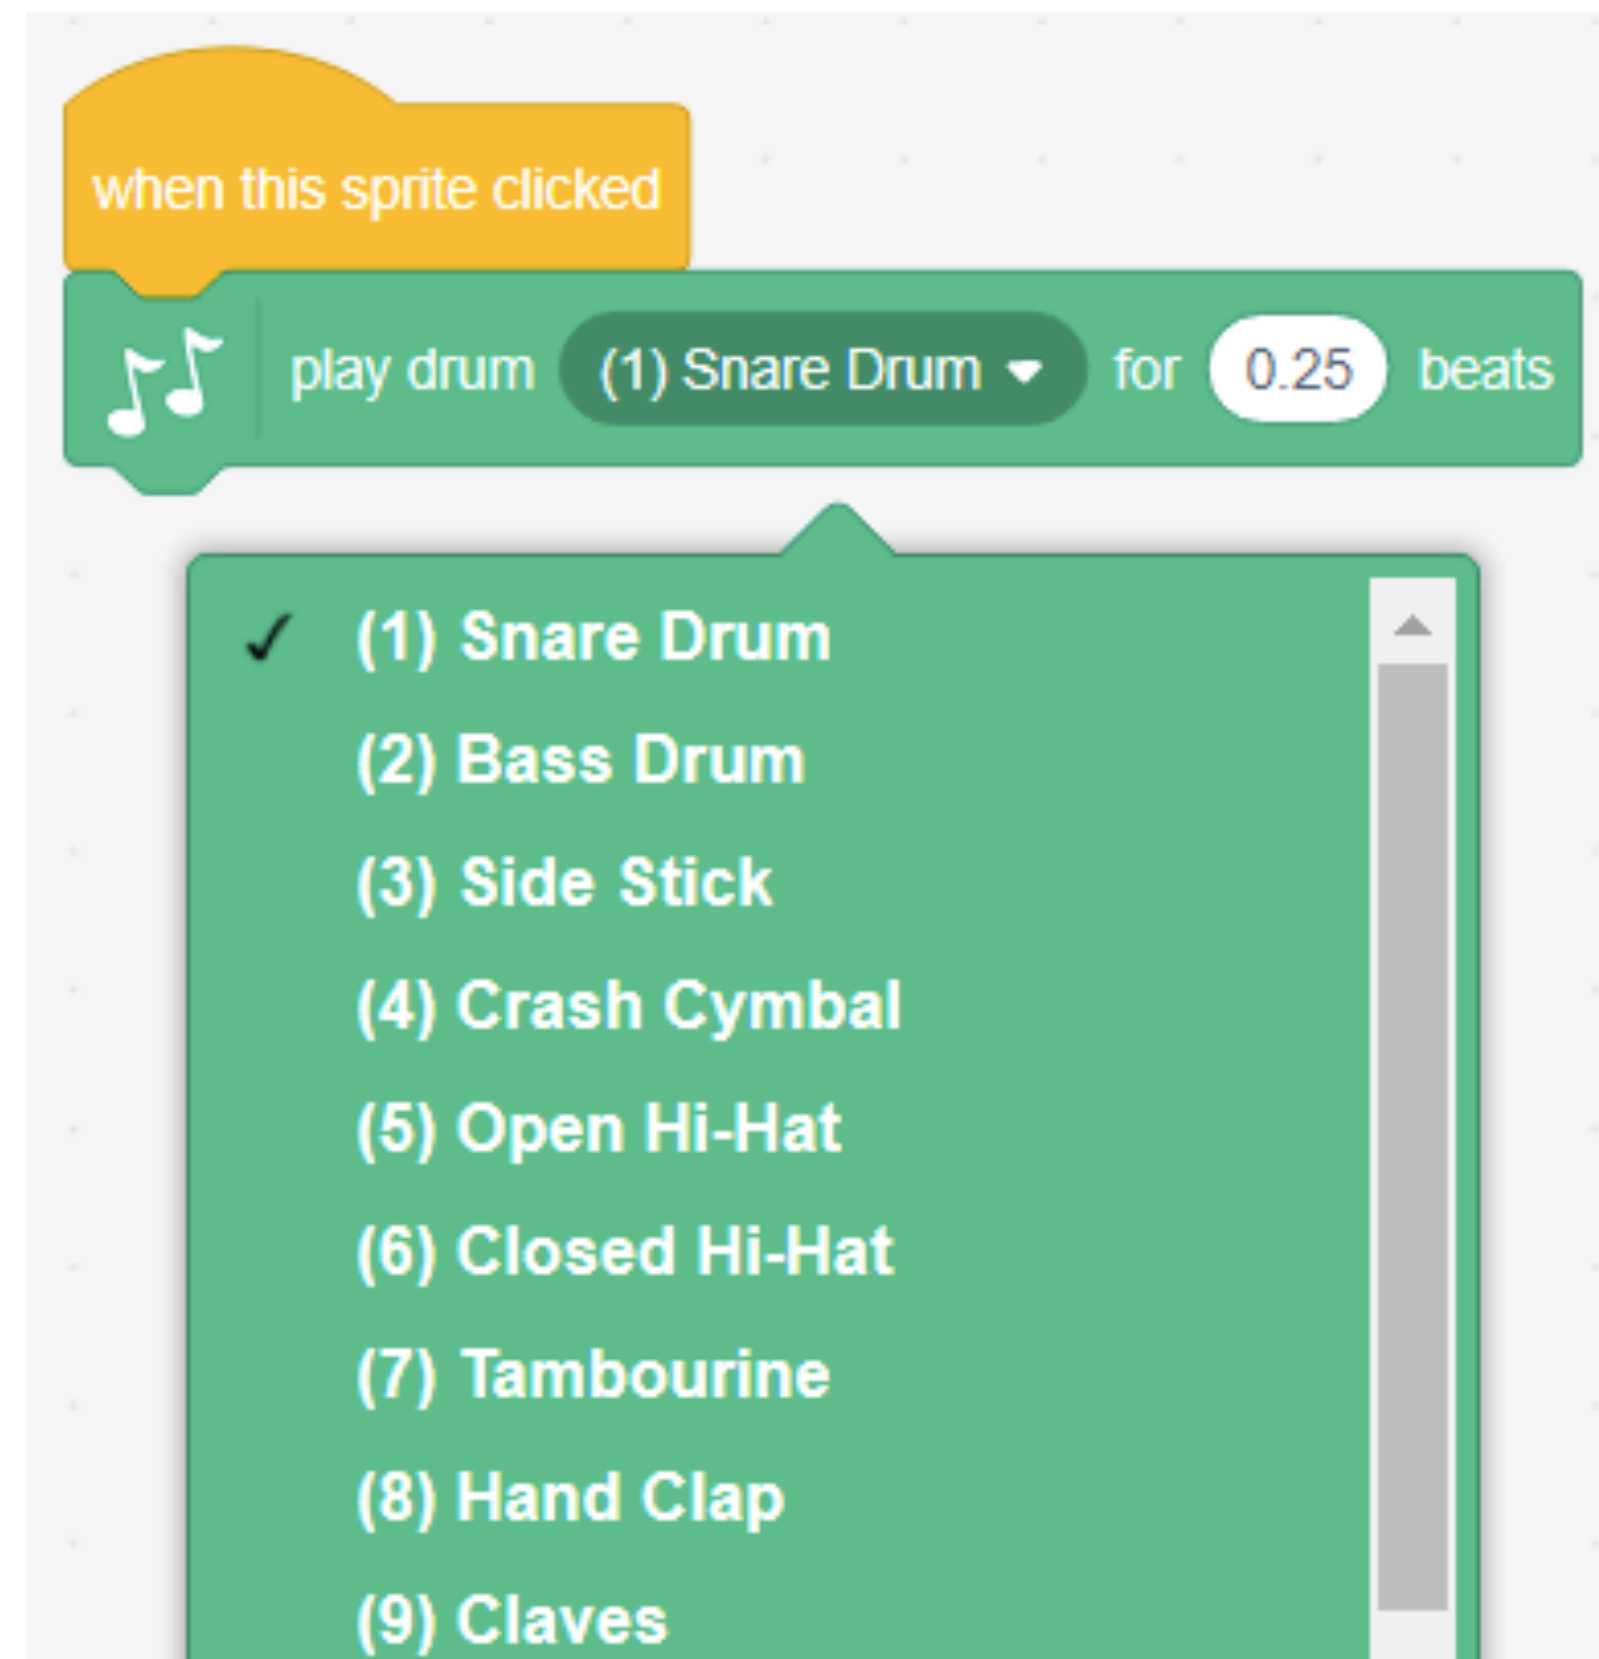 when this sprite clicked
play drum (1) Snare Drum for 0.25 beats
(1) Snare Drum
(2) Bass Drum
(3) Side Stick
(4) Crash Cymbal
(5) Open Hi-Hat
(6) Closed Hi-Hat
(7) Tambourine
(8) Hand Clap
(9) Claves